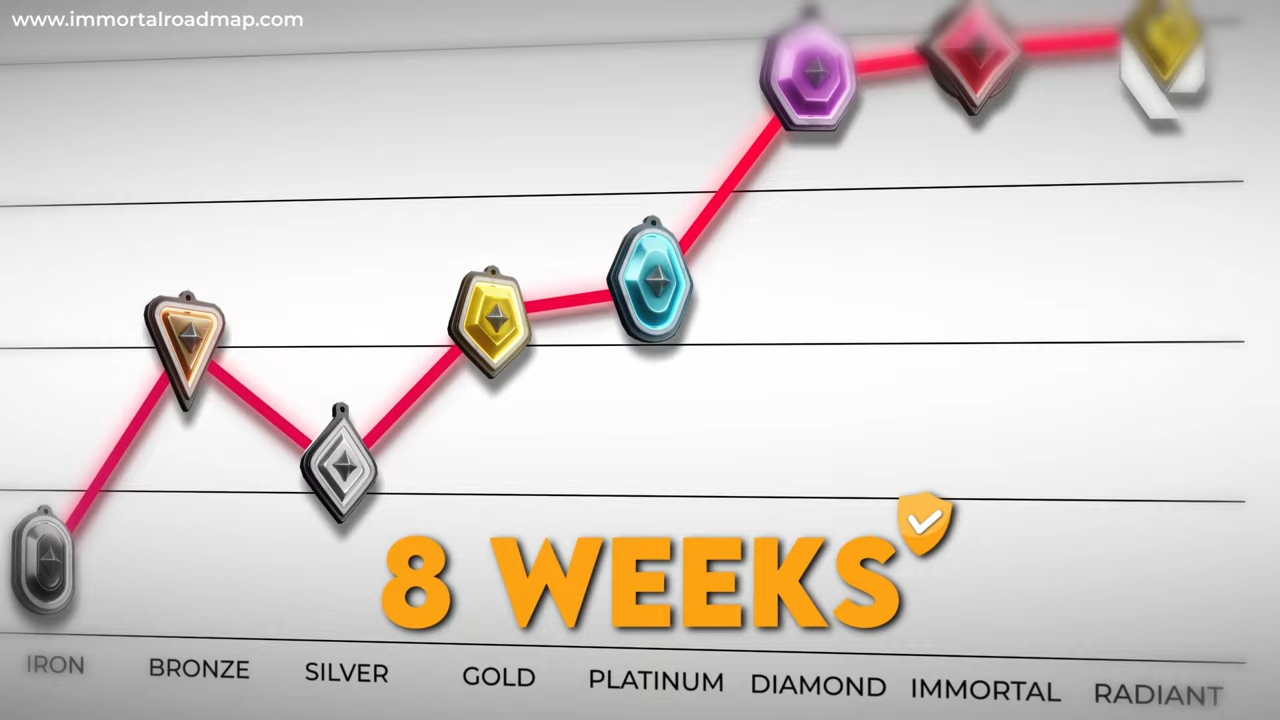 www.immortalroadmap.com
8 WEEKS
IRON BRONZE SILVER GOLD PLATINUM DIAMOND IMMORTAL RADIANT